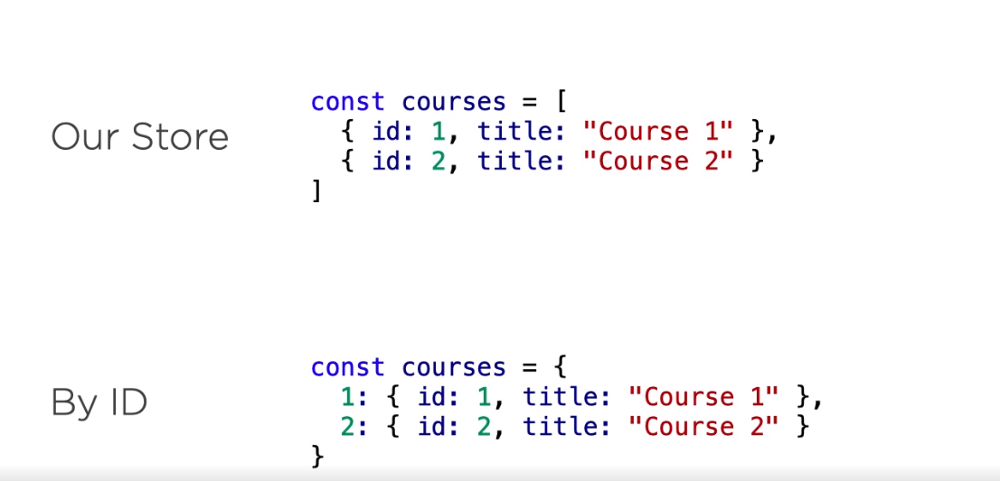 Our Store
const courses = [
  { id: 1, title: "Course 1" },
  { id: 2, title: "Course 2" }
]
By ID
const courses = {
  1: { id: 1, title: "Course 1" },
  2: { id: 2, title: "Course 2" }
}